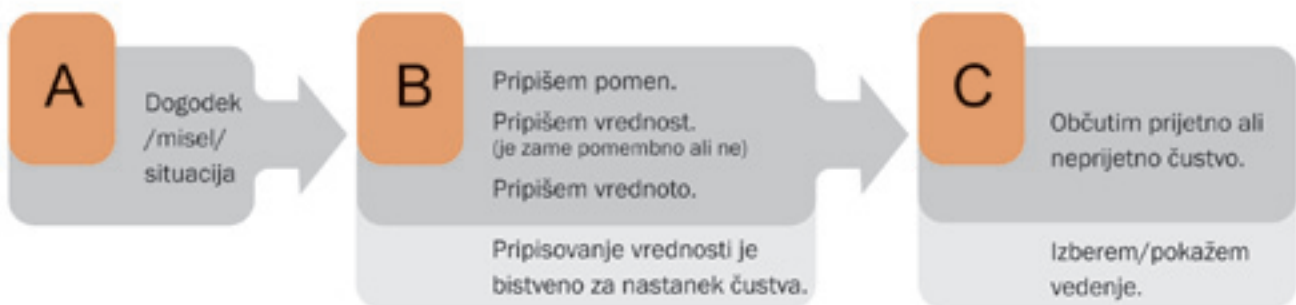 A
Dogodek
/misel/
situacija
B
Pripišem pomen.
Pripišem vrednost.
(je zame pomembno ali ne)
Pripišem vrednoto.
Pripisovanje vrednosti je
bistveno za nastanek čustva.
C
Občutim prijetno ali
neprijetno čustvo.
Izberem/pokažem
vedenje.